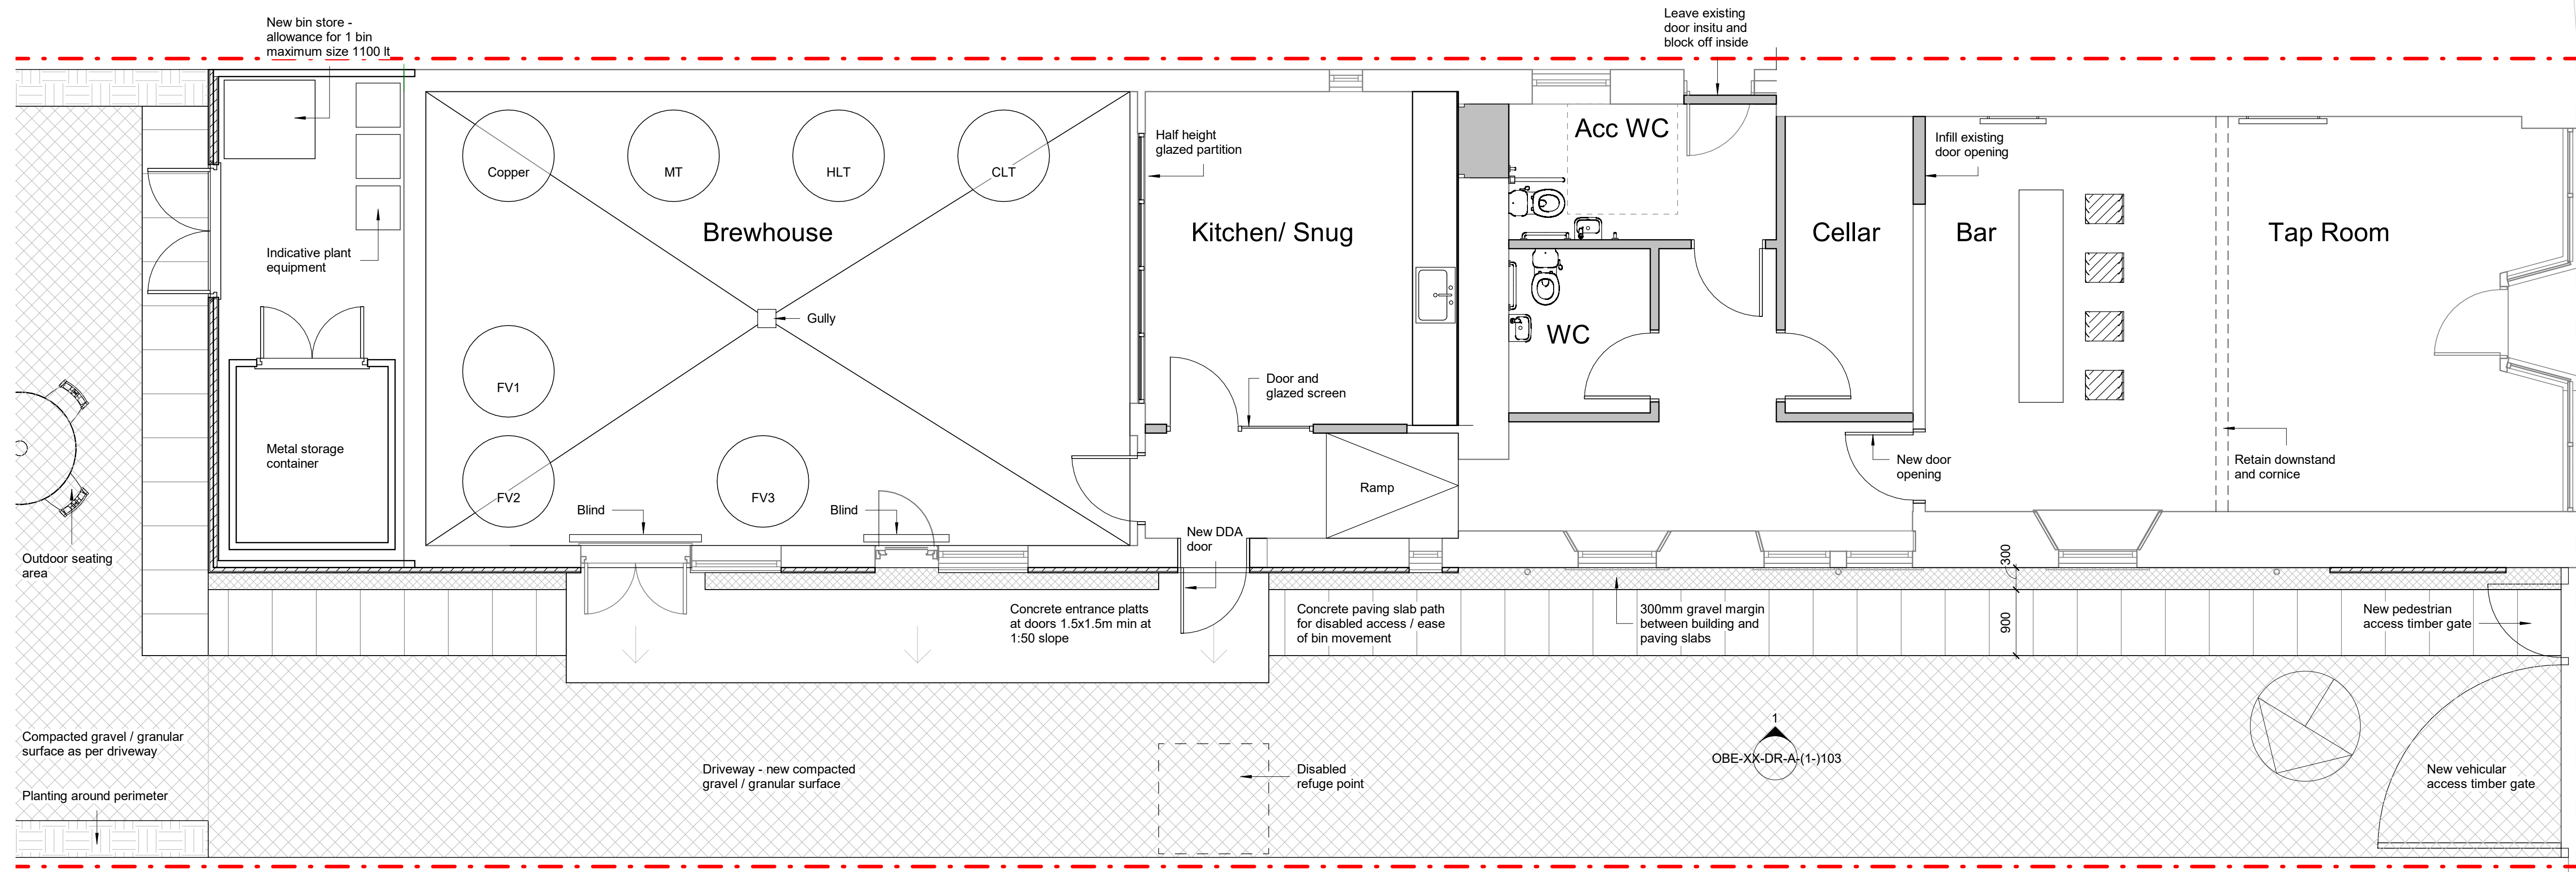 New bin store -
allowance for 1 bin
maximum size 1100 lt
Leave existing
door insitu and
block off inside
Half height
glazed partition
Acc WC
Infill existing
door opening
Copper
MT
HLT
CLT
Brewhouse
Kitchen/ Snug
Cellar
Bar
Tap Room
Indicative plant
equipment
Gully
WC
FV1
Door and
glazed screen
Metal storage
container
New door
opening
Retain downstand
and cornice
FV2
FV3
Ramp
Blind
Blind
New DDA
door
Outdoor seating
area
300
Concrete entrance platts
at doors 1.5x1.5m min at
1:50 slope
Concrete paving slab path
for disabled access / ease
of bin movement
300mm gravel margin
between building and
paving slabs
900
New pedestrian
access timber gate
1
OBE-XX-DR-A-(1-)103
Compacted gravel / granular
surface as per driveway
Driveway - new compacted
gravel / granular surface
Disabled
refuge point
New vehicular
access timber gate
Planting around perimeter